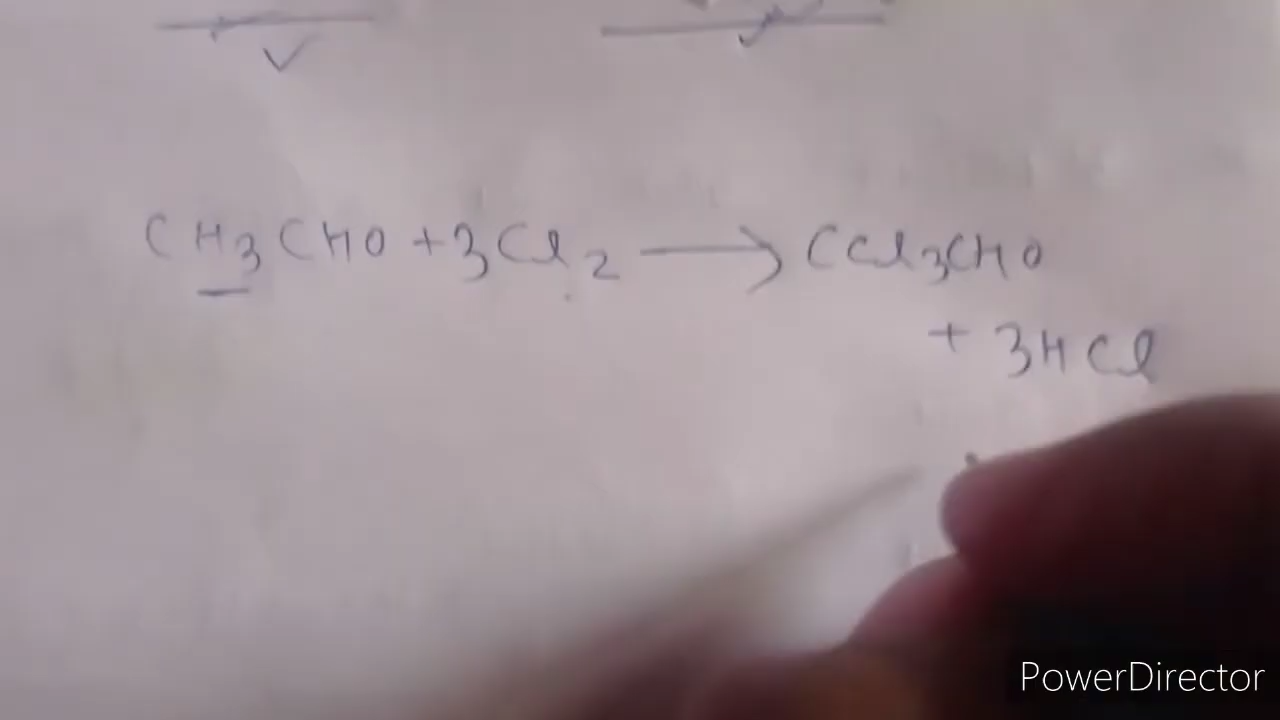 CH₃CHO + 3Cl₂ ⟶ CCl₃CHO
+ 3HCl
PowerDirector